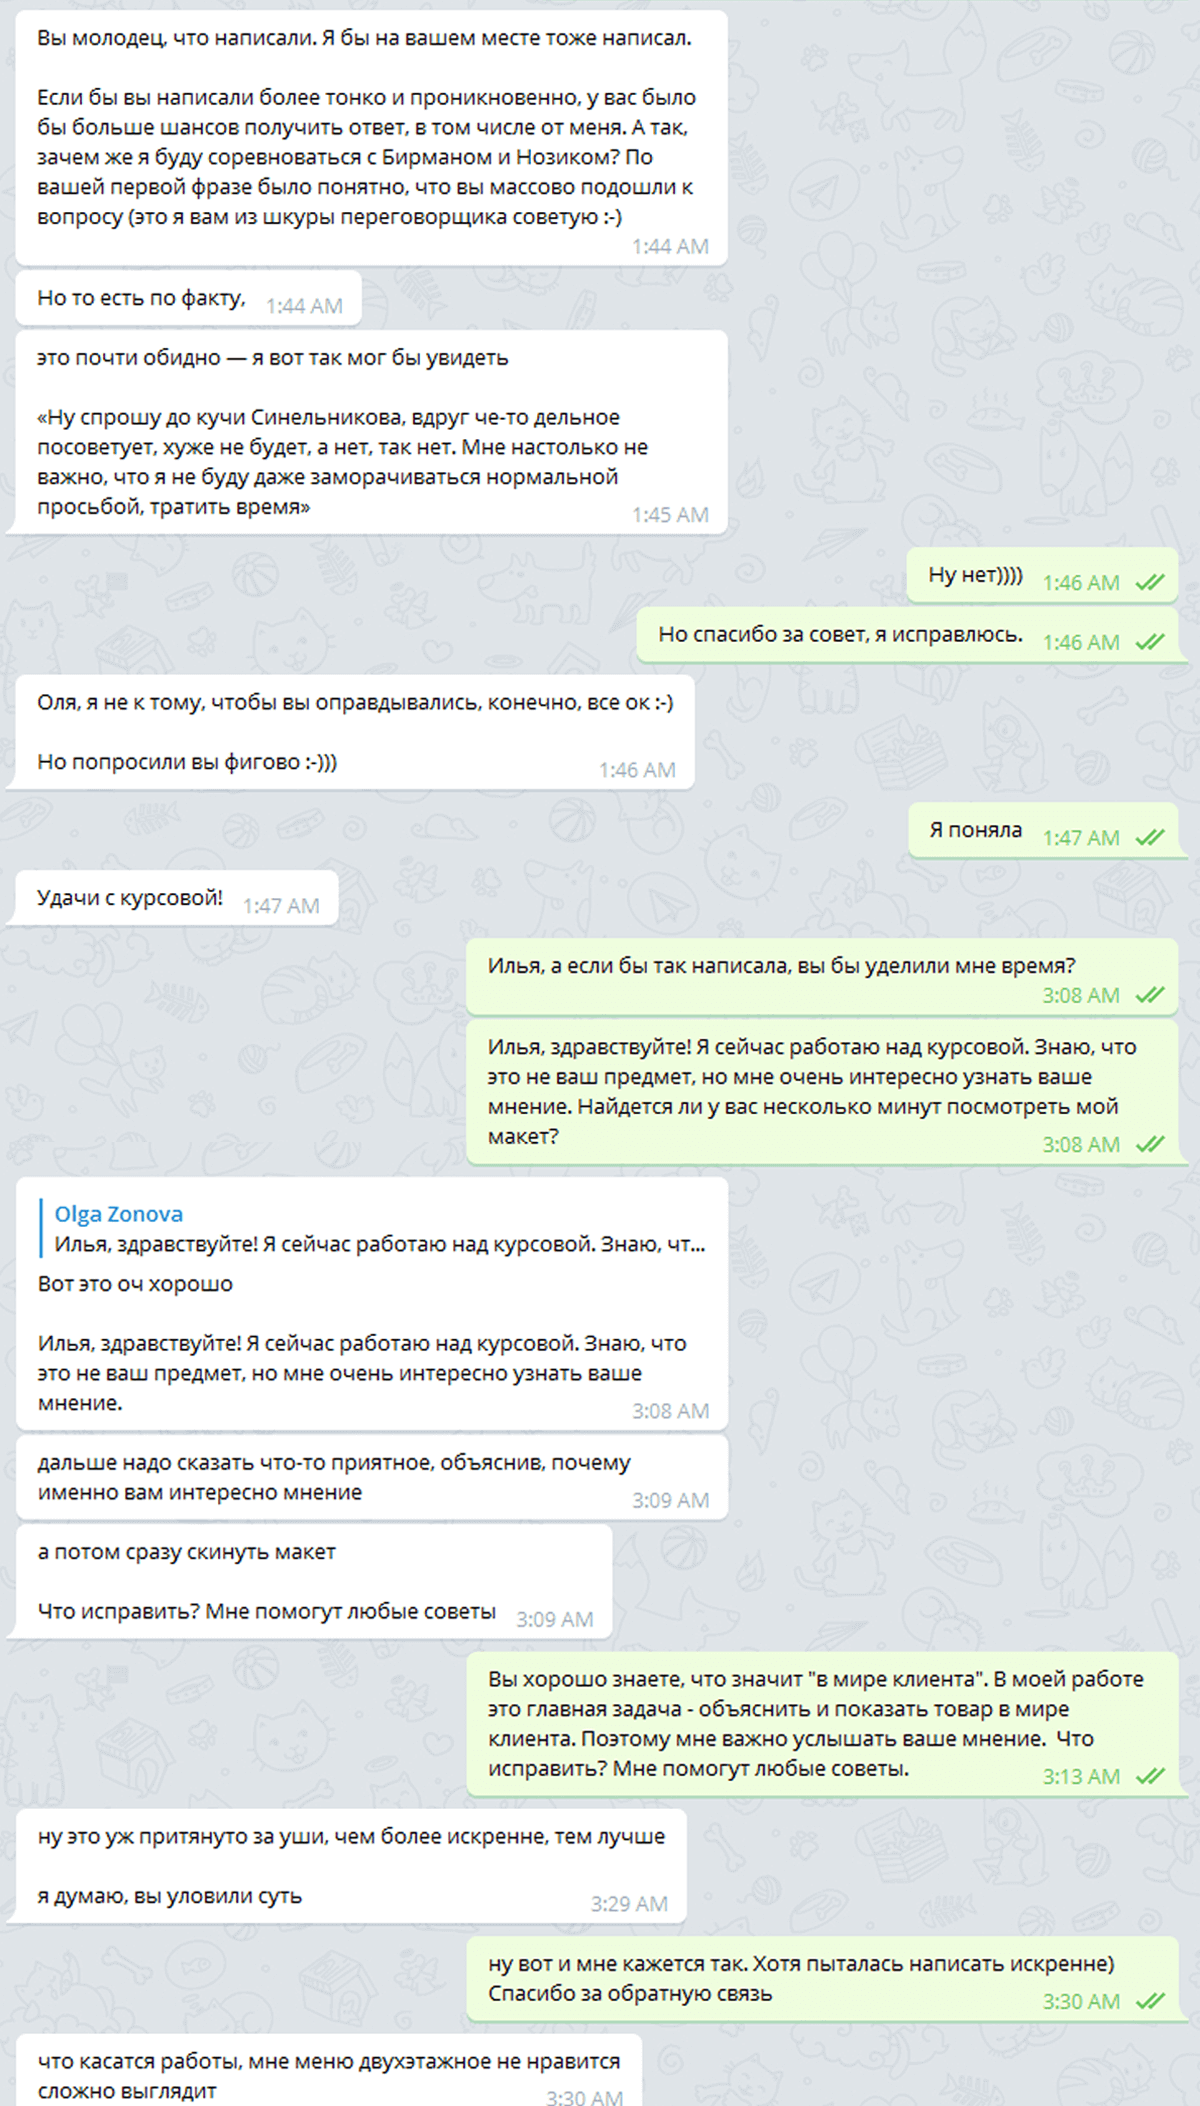 Вы молодец, что написали. Я бы на вашем месте тоже написал.
Если бы вы написали более тонко и проникновенно, у вас было
бы больше шансов получить ответ, в том числе от меня. А так,
зачем же я буду соревноваться с Бирманом и Нозиком? По
вашей первой фразе было понятно, что вы массово подошли к
вопросу (это я вам из шкуры переговорщика советую :-)
1:44 AM
Но то есть по факту, 1:44 AM
это почти обидно — я вот так мог бы увидеть
«Ну спрошу до кучи Синельникова, вдруг че-то дельное
посоветует, хуже не будет, а нет, так нет. Мне настолько не
важно, что я не буду даже заморачиваться нормальной
просьбой, тратить время» 1:45 AM
Ну нет)))) 1:46 AM
Но спасибо за совет, я исправлюсь. 1:46 AM
Оля, я не к тому, чтобы вы оправдывались, конечно, все ок :-)
Но попросили вы фигово :-))) 1:46 AM
Я поняла 1:47 AM
Удачи с курсовой! 1:47 AM
Илья, а если бы так написала, вы бы уделили мне время?
3:08 AM
Илья, здравствуйте! Я сейчас работаю над курсовой. Знаю, что
это не ваш предмет, но мне очень интересно узнать ваше
мнение. Найдется ли у вас несколько минут посмотреть мой
макет? 3:08 AM
Olga Zonova
Илья, здравствуйте! Я сейчас работаю над курсовой. Знаю, чт...
Вот это оч хорошо
Илья, здравствуйте! Я сейчас работаю над курсовой. Знаю, что
это не ваш предмет, но мне очень интересно узнать ваше
мнение. 3:08 AM
дальше надо сказать что-то приятное, объяснив, почему
именно вам интересно мнение 3:09 AM
а потом сразу скинуть макет
Что исправить? Мне помогут любые советы 3:09 AM
Вы хорошо знаете, что значит "в мире клиента". В моей работе
это главная задача - объяснить и показать товар в мире
клиента. Поэтому мне важно услышать ваше мнение.  Что
исправить? Мне помогут любые советы. 3:13 AM
ну это уж притянуто за уши, чем более искренне, тем лучше
я думаю, вы уловили суть 3:29 AM
ну вот и мне кажется так. Хотя пыталась написать искренне)
Спасибо за обратную связь 3:30 AM
что касатся работы, мне меню двухэтажное не нравится
сложно выглядит 3:30 AM